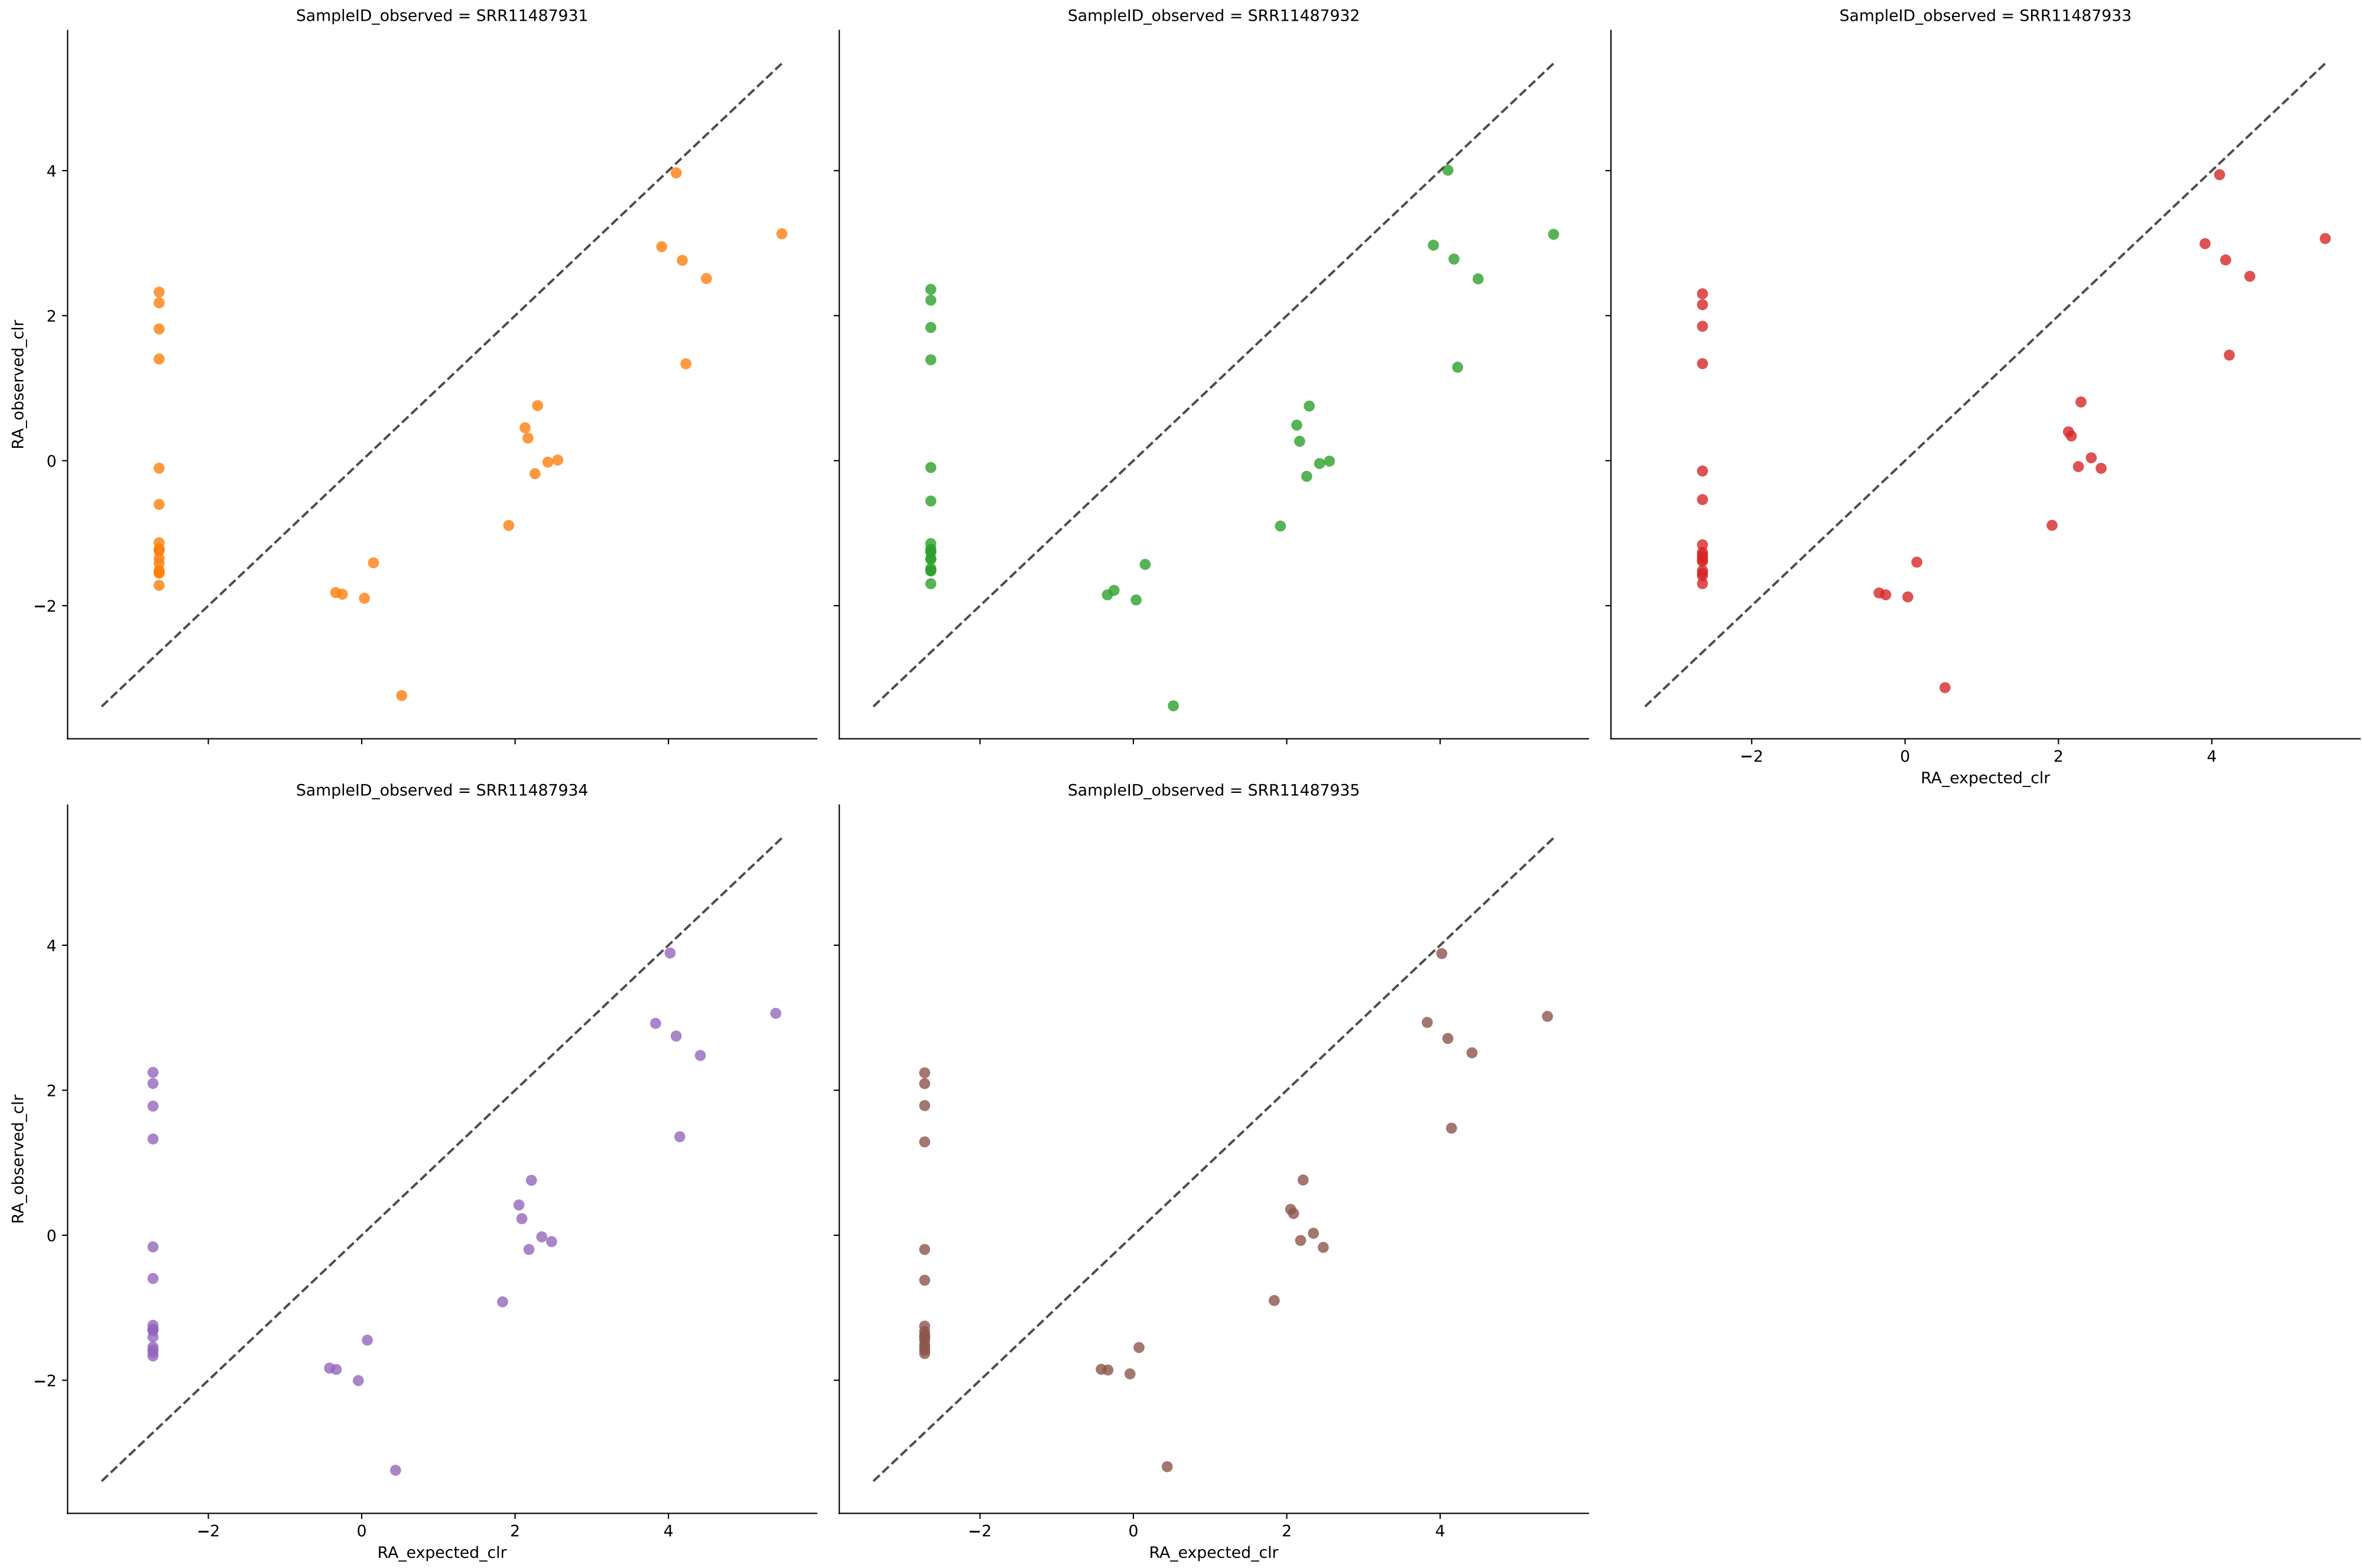 SampleID_observed = SRR11487931
SampleID_observed = SRR11487932
SampleID_observed = SRR11487933
4
2
0
−2
RA_observed_clr
−2 0 2 4
RA_expected_clr
SampleID_observed = SRR11487934
SampleID_observed = SRR11487935
4
2
0
−2
RA_observed_clr
−2 0 2 4
RA_expected_clr
−2 0 2 4
RA_expected_clr